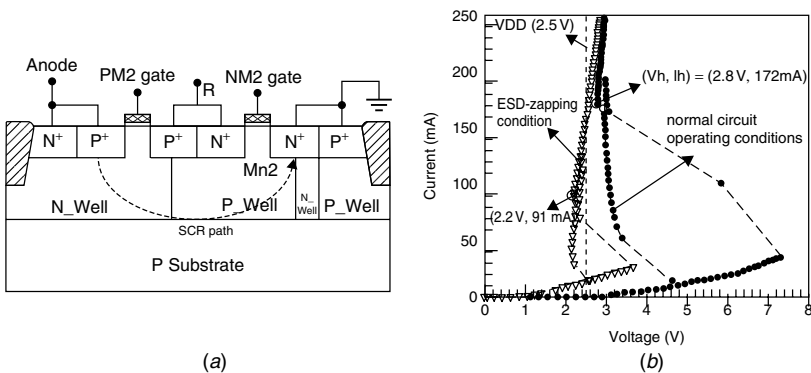 Anode
PM2 gate
R
NM2 gate
N+
P+
P+
N+
N+
P+
Mn2
N_Well
P_Well
N_
Well
P_Well
SCR path
P Substrate
(a)
250
200
150
100
50
0
Current (mA)
VDD (2.5 V)
(Vh, Ih) = (2.8 V, 172mA)
ESD-zapping
condition
normal circuit
operating conditions
(2.2 V, 91 mA)
0 1 2 3 4 5 6 7 8
Voltage (V)
(b)